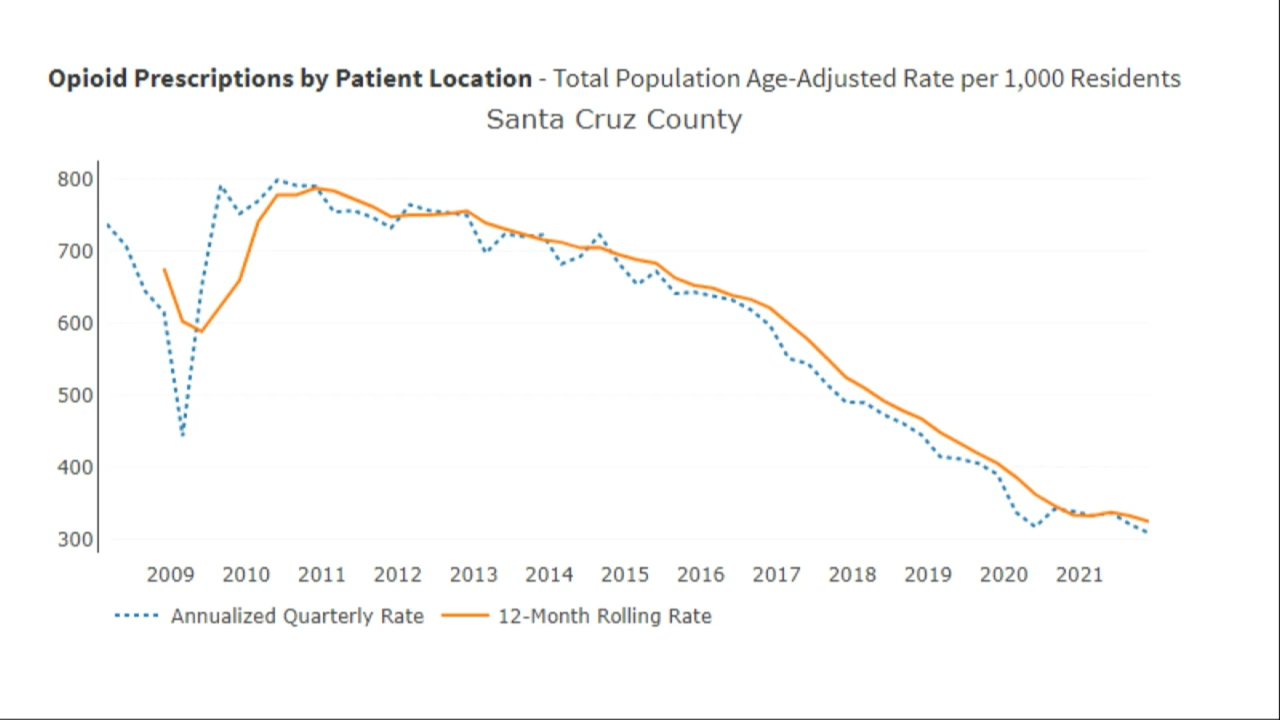 Opioid Prescriptions by Patient Location - Total Population Age-Adjusted Rate per 1,000 Residents
Santa Cruz County
800
700
600
500
400
300
2009 2010 2011 2012 2013 2014 2015 2016 2017 2018 2019 2020 2021
Annualized Quarterly Rate 12-Month Rolling Rate